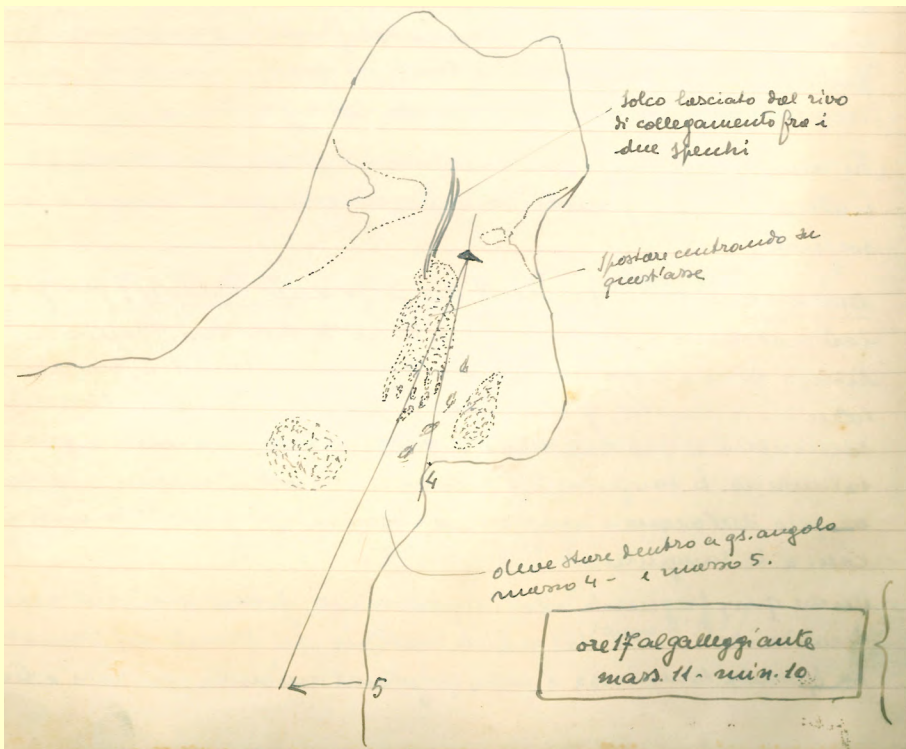 Solco lasciato dal rivo
di collegamento fra i
due specchi
Spostare centrando su
quest'asse
4
deve stare dentro a qs. angolo
masso 4 - e masso 5.
ore 17 al galleggiante
mass. 11 - min. 10
5